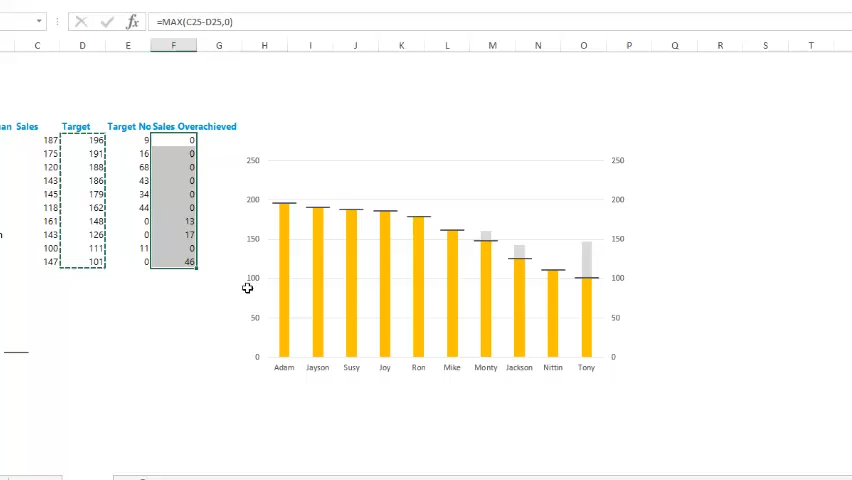 =MAX(C25-D25,0)
C D E F G H I J K L M N O P Q R S T
an Sales Target Target No Sales Overachieved
187 196 9 0
175 191 16 0
120 188 68 0
143 186 43 0
145 179 34 0
118 162 44 0
161 148 0 13
n 143 126 0 17
100 111 11 0
147 101 0 46
250 250
200 200
150 150
100 100
50 50
0 0
Adam Jayson Susy Joy Ron Mike Monty Jackson Nittin Tony